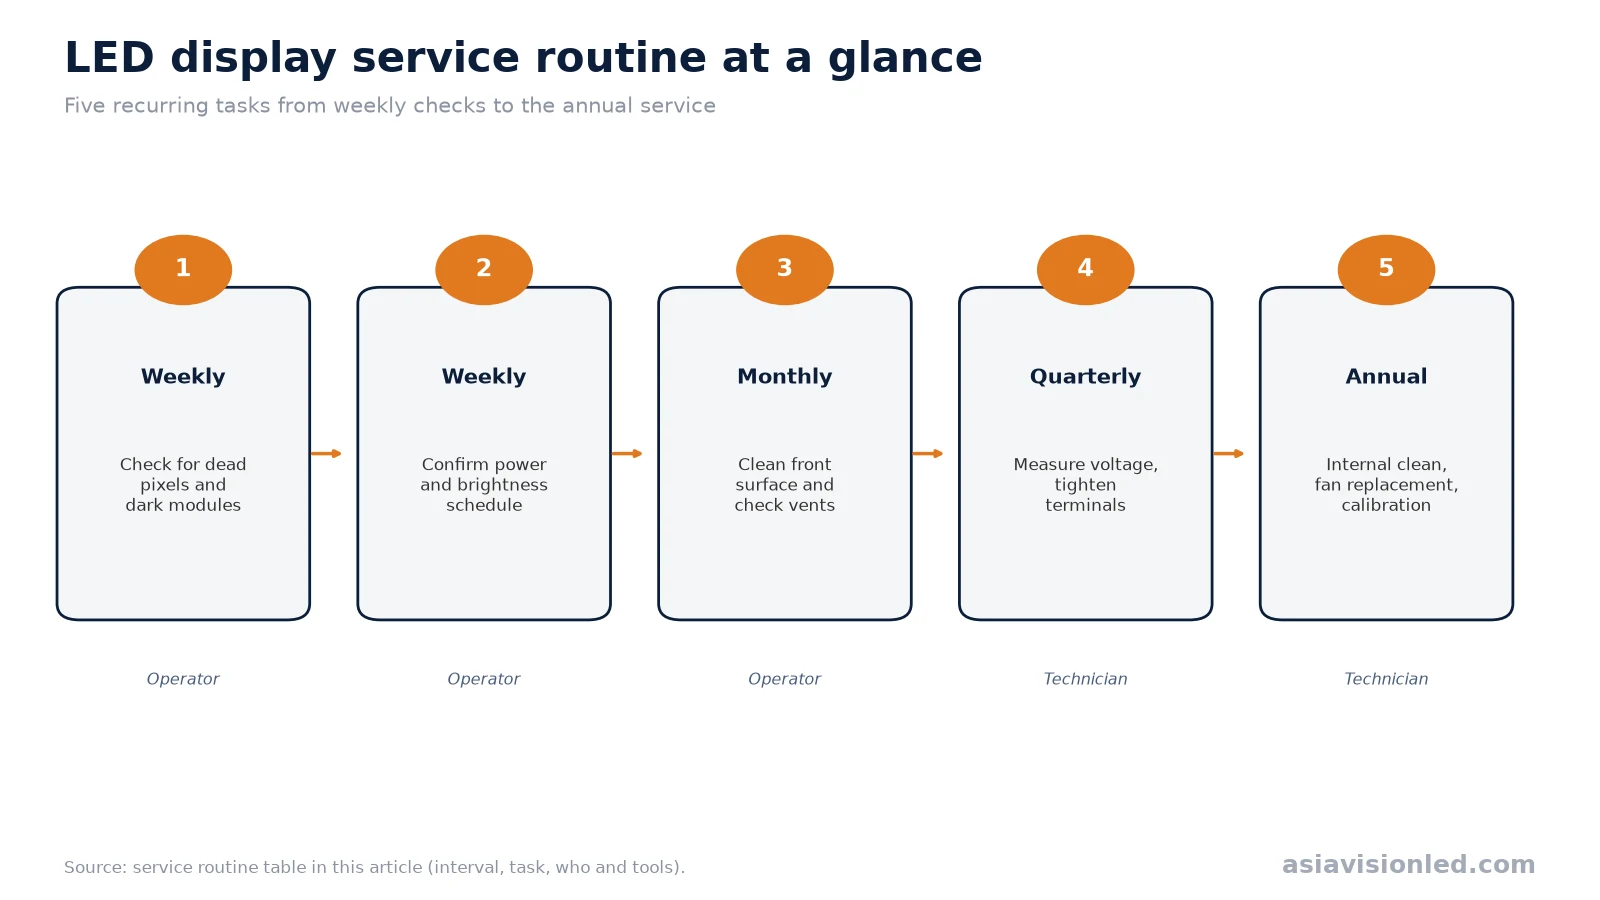 LED display service routine at a glance
Five recurring tasks from weekly checks to the annual service
1
Weekly
Check for dead
pixels and
dark modules
Operator
2
Weekly
Confirm power
and brightness
schedule
Operator
3
Monthly
Clean front
surface and
check vents
Operator
4
Quarterly
Measure voltage,
tighten
terminals
Technician
5
Annual
Internal clean,
fan replacement,
calibration
Technician
Source: service routine table in this article (interval, task, who and tools).
asiavisionled.com